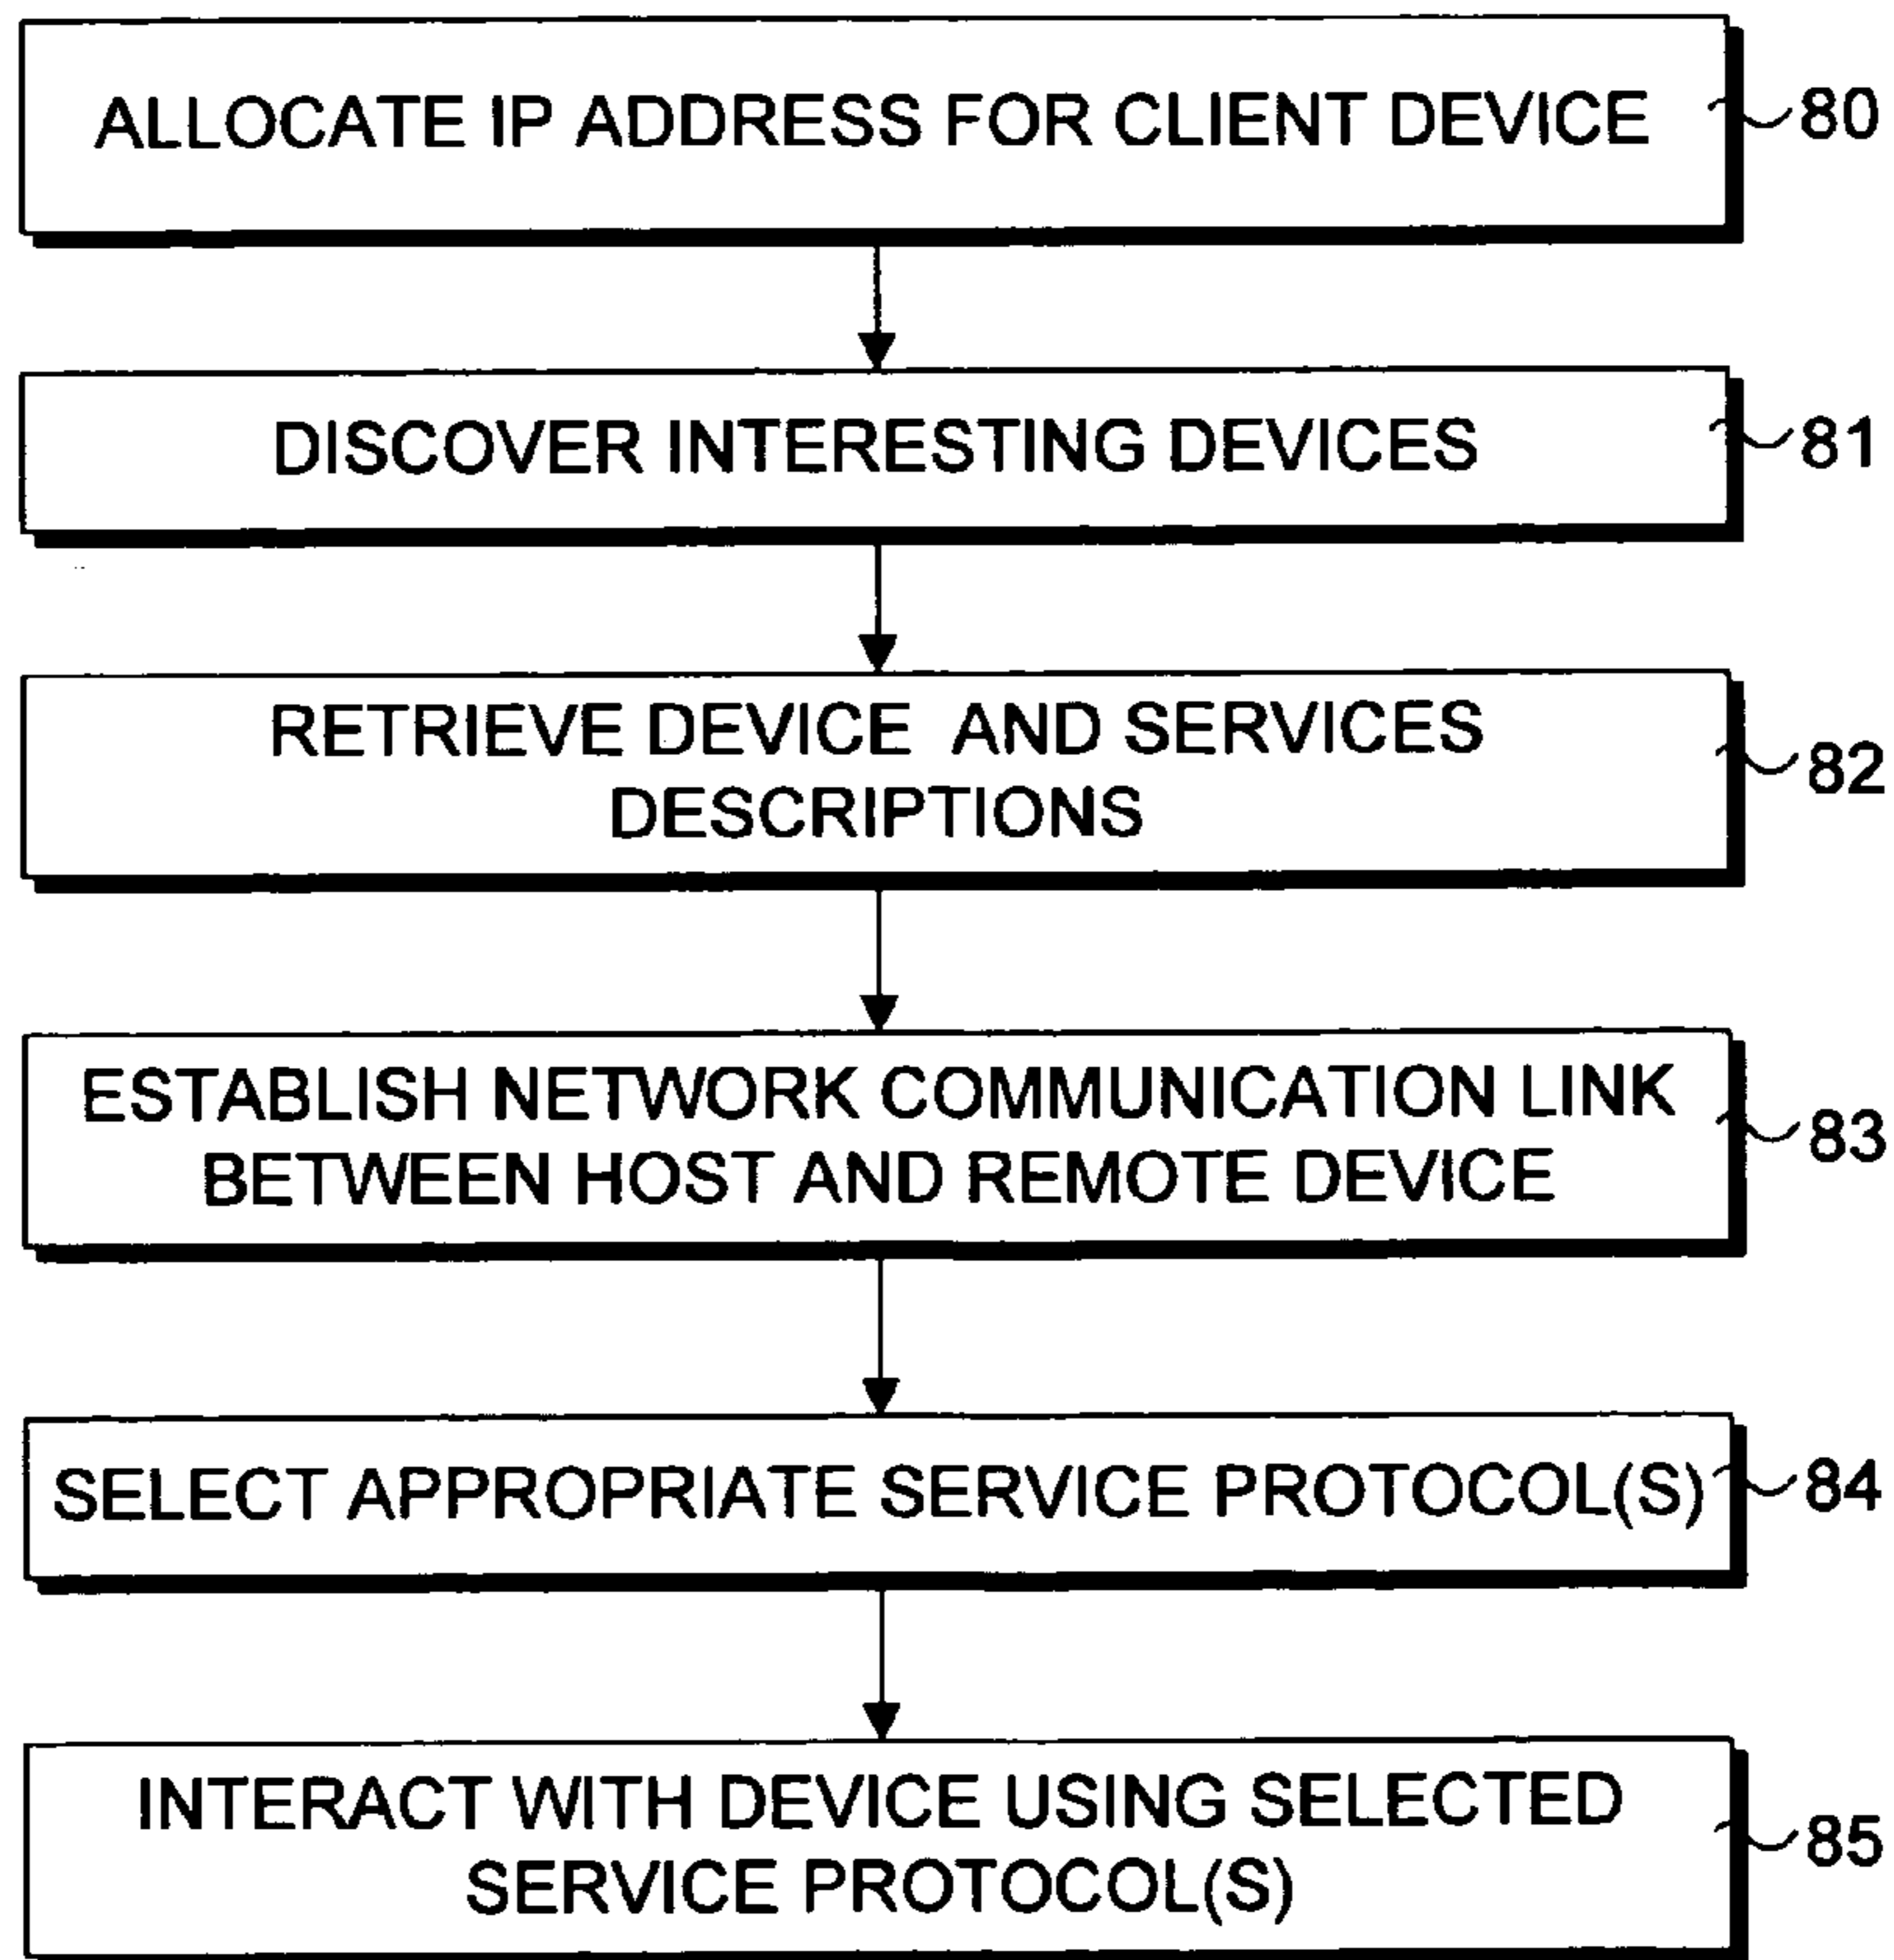 ALLOCATE IP ADDRESS FOR CLIENT DEVICE 80
DISCOVER INTERESTING DEVICES 81
RETRIEVE DEVICE AND SERVICES
DESCRIPTIONS
82
ESTABLISH NETWORK COMMUNICATION LINK
BETWEEN HOST AND REMOTE DEVICE
83
SELECT APPROPRIATE SERVICE PROTOCOL(S) 84
INTERACT WITH DEVICE USING SELECTED
SERVICE PROTOCOL(S)
85